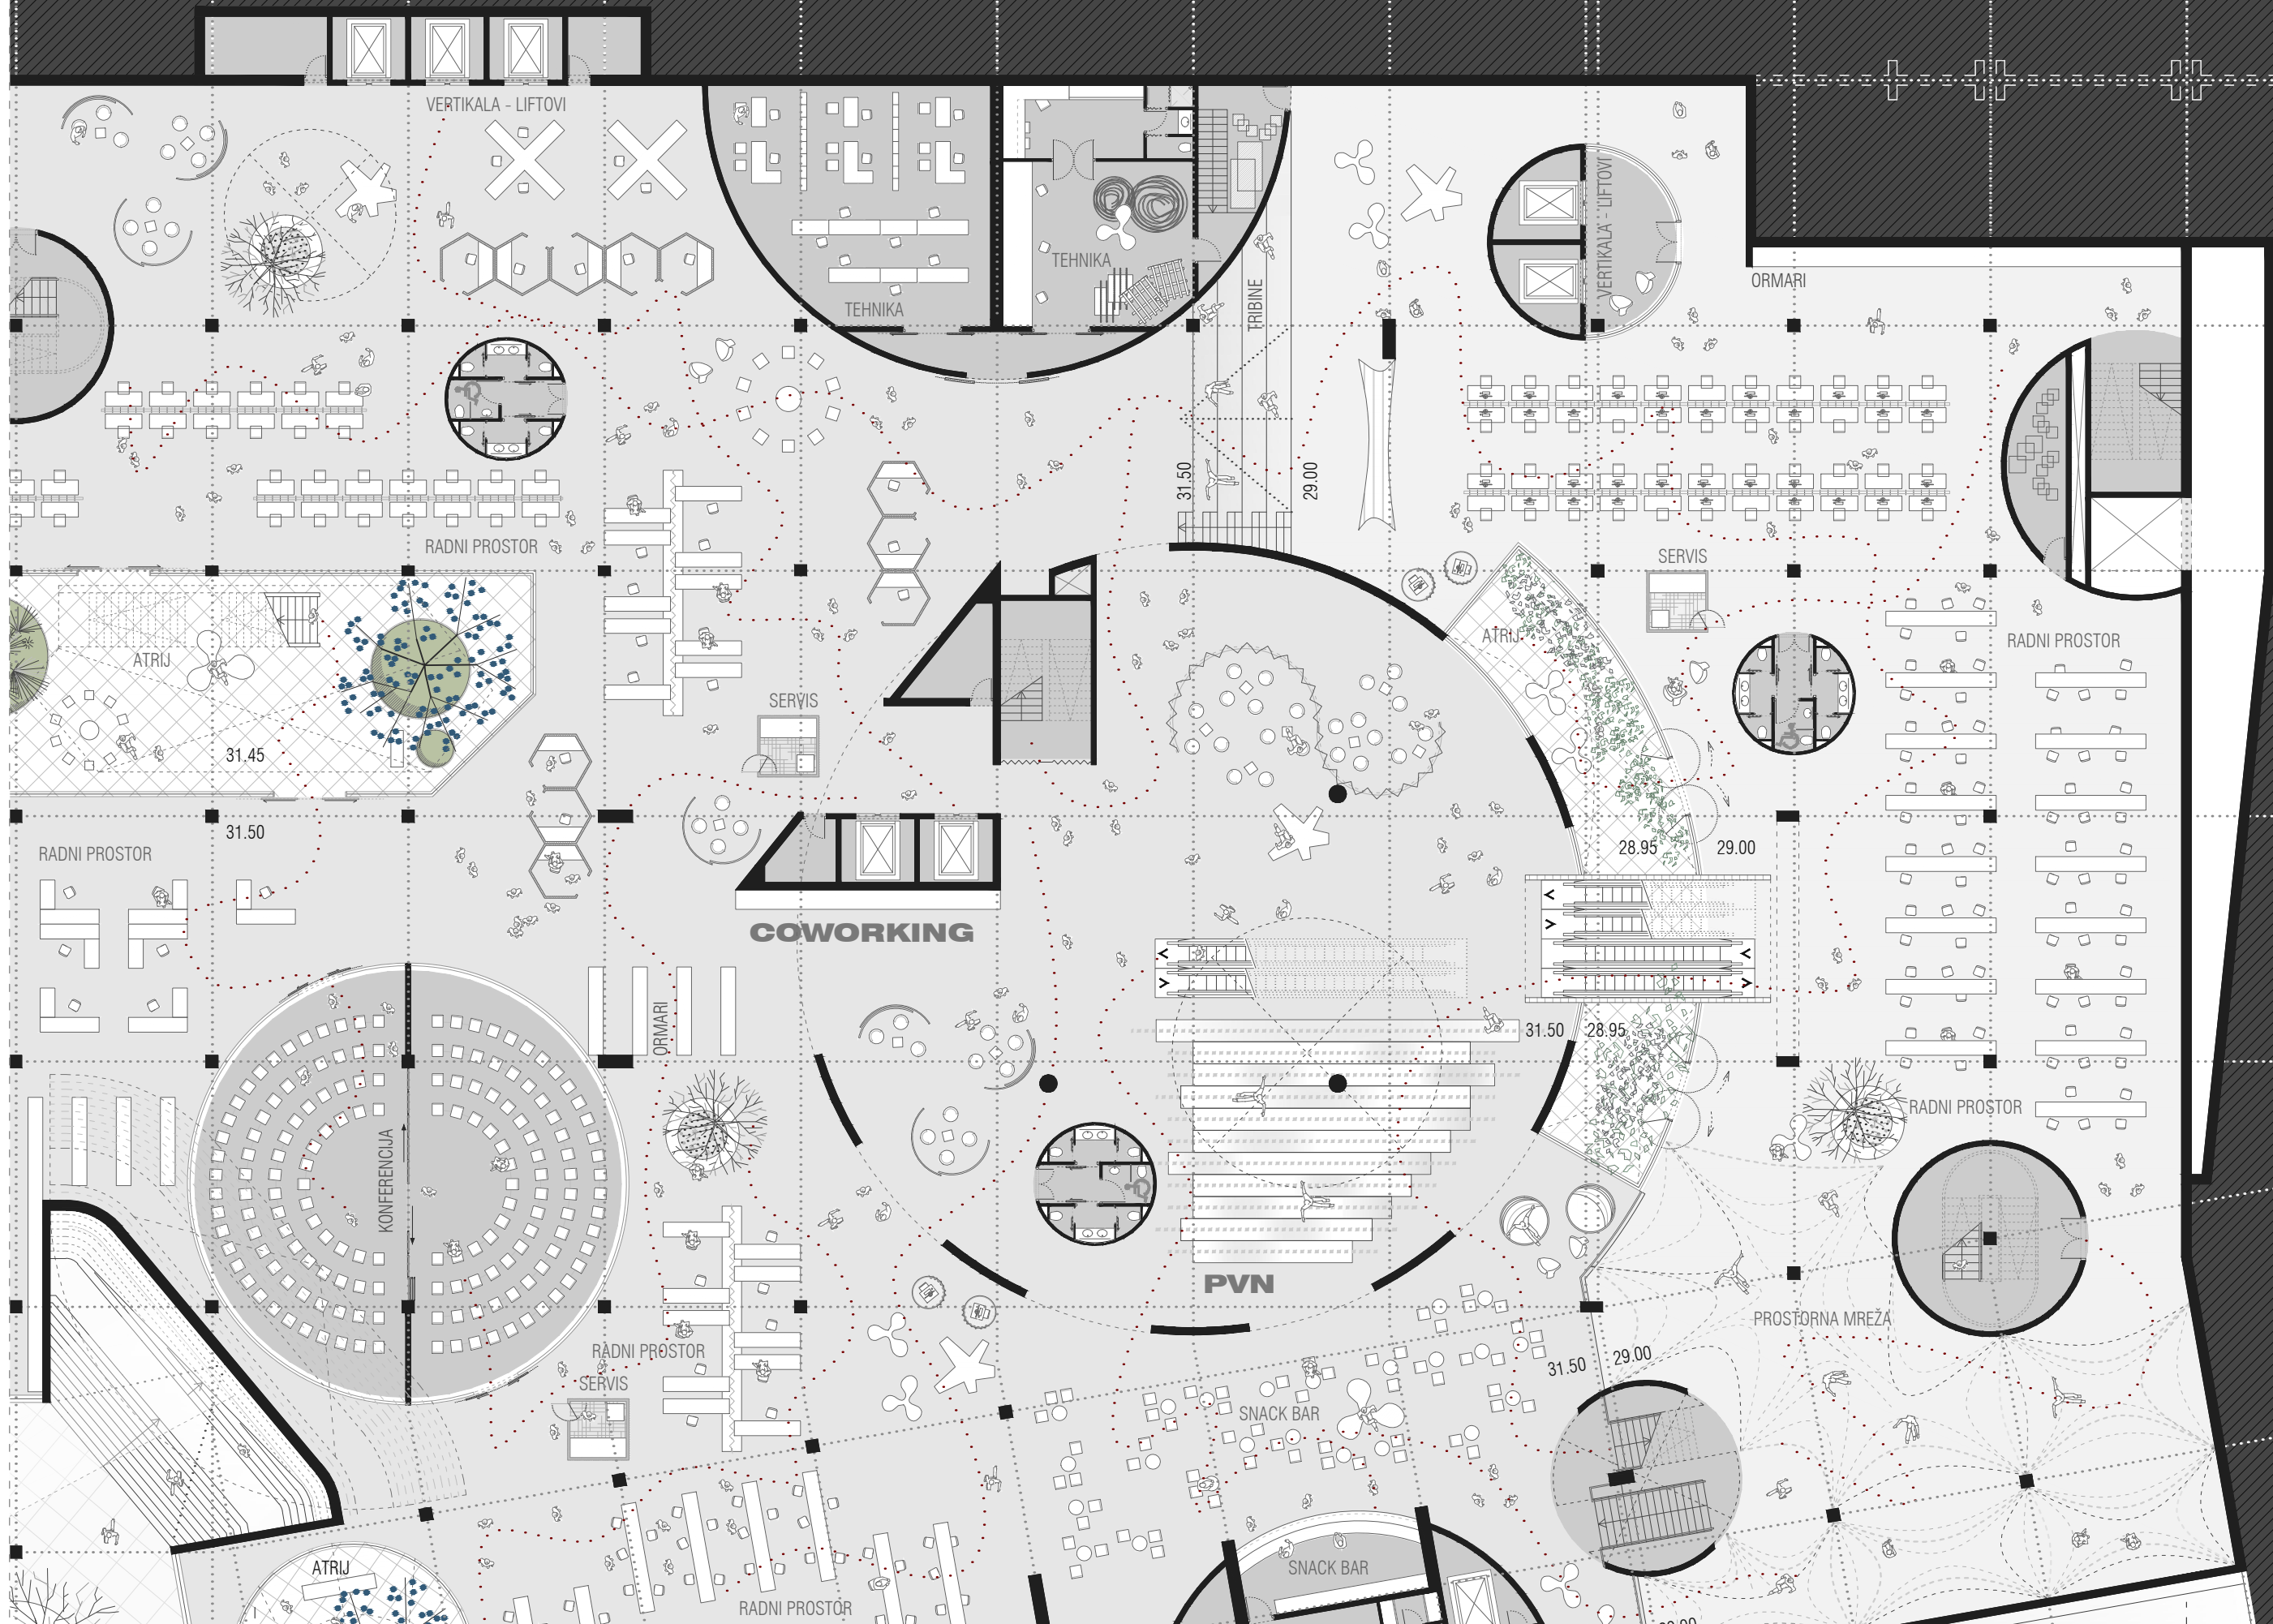 VERTIKALA - LIFTOVI
VERTIKALA - LIFTOVI
TEHNIKA
ORMARI
TRIBINE
TEHNIKA
31.50
29.00
RADNI PROSTOR
SERVIS
ATRIJ
RADNI PROSTOR
ATRIJ
SERVIS
31.45
31.50
28.95
29.00
RADNI PROSTOR
COWORKING
ORMARI
31.50
28.95
RADNI PROSTOR
KONFERENCIJA
PVN
PROSTORNA MREŽA
RADNI PROSTOR
31.50
29.00
SERVIS
SNACK BAR
ATRIJ
SNACK BAR
RADNI PROSTOR